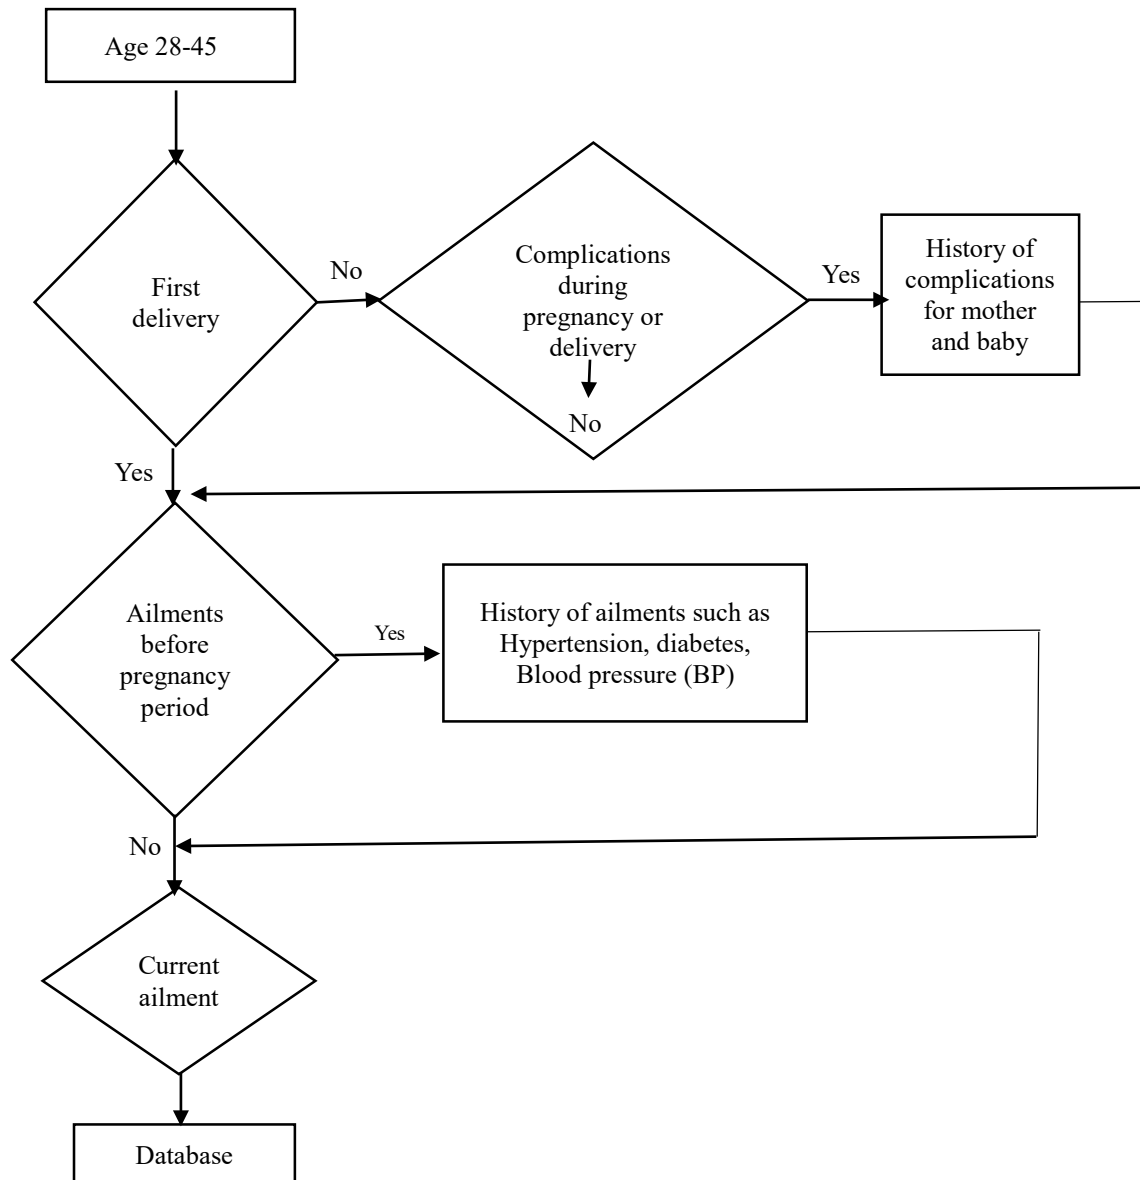 Age 28-45
First
delivery
No
Complications
during
pregnancy or
delivery
No
Yes
History of
complications
for mother
and baby
Yes
Ailments
before
pregnancy
period
Yes
History of ailments such as
Hypertension, diabetes,
Blood pressure (BP)
No
Current
ailment
Database